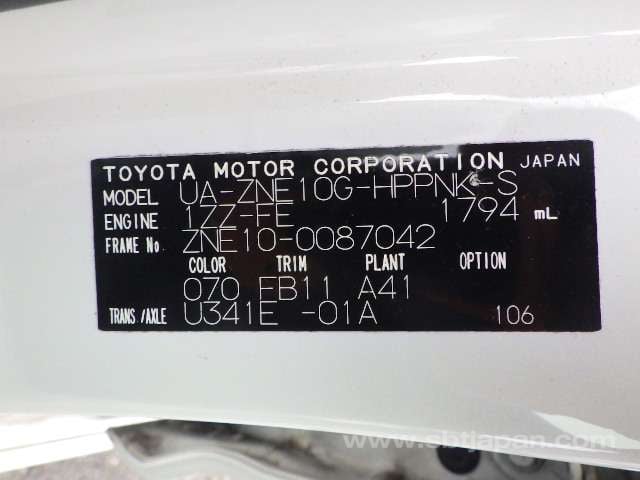 TOYOTA MOTOR CORPORATION JAPAN
MODEL UA-ZNE10G-HPPNK-S
ENGINE 1ZZ-FE 1794 mL
FRAME No. ZNE10-0087042
COLOR TRIM PLANT OPTION
070 FB11 A41
TRANS./AXLE U341E -01A 106
www.sbtjapan.com